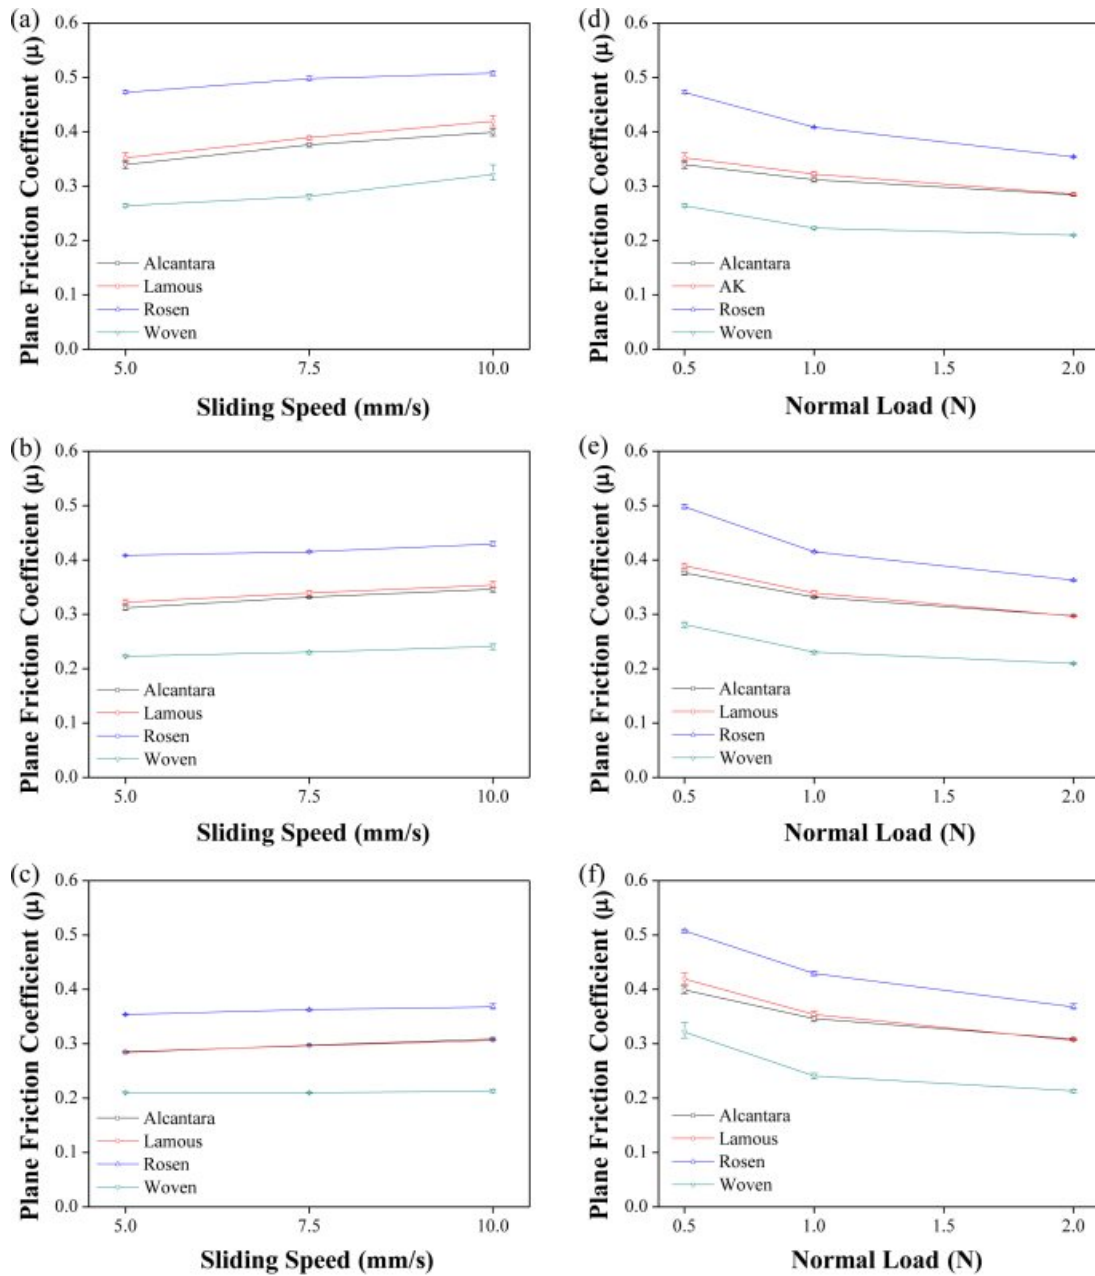 (a)
Plane Friction Coefficient (μ)
0.6
0.5
0.4
0.3
0.2
0.1
0.0
Alcantara
Lamous
Rosen
Woven
5.0 7.5 10.0
Sliding Speed (mm/s)
(d)
Plane Friction Coefficient (μ)
0.6
0.5
0.4
0.3
0.2
0.1
0.0
Alcantara
AK
Rosen
Woven
0.5 1.0 1.5 2.0
Normal Load (N)
(b)
Plane Friction Coefficient (μ)
0.6
0.5
0.4
0.3
0.2
0.1
0.0
Alcantara
Lamous
Rosen
Woven
5.0 7.5 10.0
Sliding Speed (mm/s)
(e)
Plane Friction Coefficient (μ)
0.6
0.5
0.4
0.3
0.2
0.1
0.0
Alcantara
Lamous
Rosen
Woven
0.5 1.0 1.5 2.0
Normal Load (N)
(c)
Plane Friction Coefficient (μ)
0.6
0.5
0.4
0.3
0.2
0.1
0.0
Alcantara
Lamous
Rosen
Woven
5.0 7.5 10.0
Sliding Speed (mm/s)
(f)
Plane Friction Coefficient (μ)
0.6
0.5
0.4
0.3
0.2
0.1
0.0
Alcantara
Lamous
Rosen
Woven
0.5 1.0 1.5 2.0
Normal Load (N)